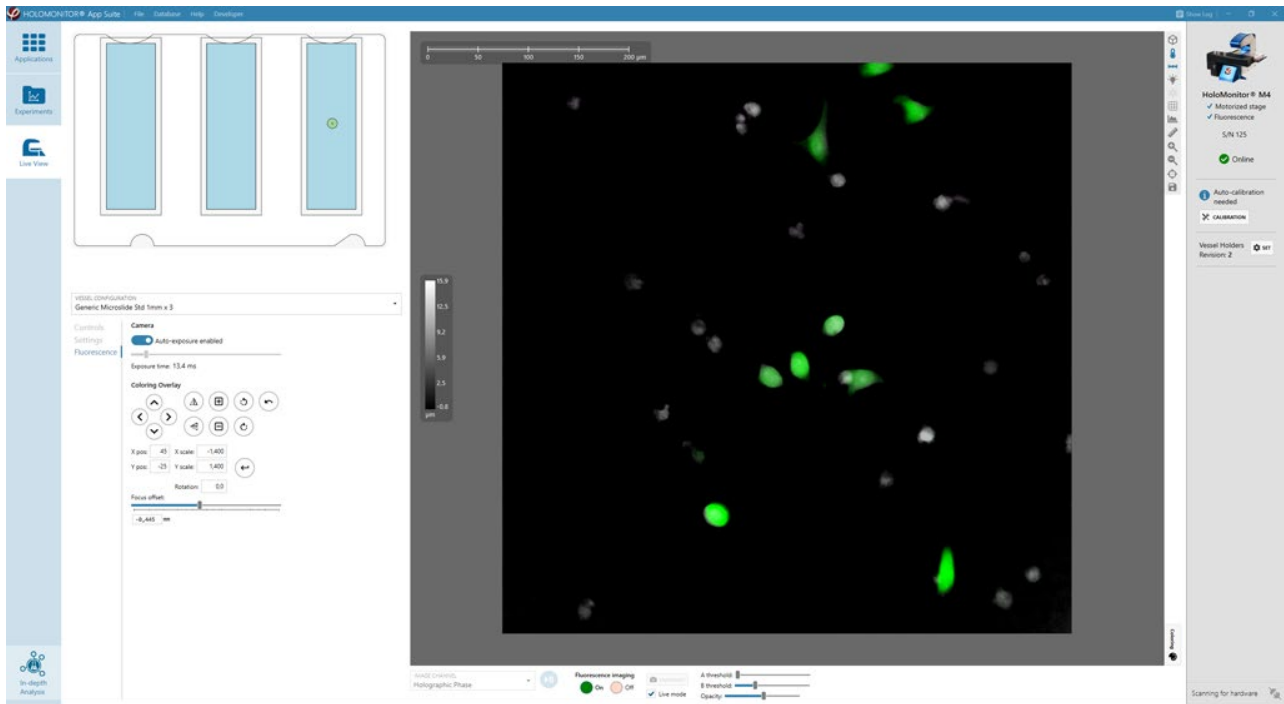 HOLOMONITOR® App Suite
File Database Help Developer
Show Log
Applications
Experiments
Live View
In-depth
Analysis
VESSEL CONFIGURATION
Generic Microslide Std 1mm x 3
Controls
Settings
Fluorescence
Camera
Auto-exposure enabled
Exposure time: 13.4 ms
Coloring Overlay
X pos: 45 X scale: -1,400
Y pos: -25 Y scale: 1,400
Rotation: 0,0
Focus offset:
0 50 100 150 200 µm
15,9
12,5
9,2
5,9
2,5
-0,8
µm
IMAGE CHANNEL
Holographic Phase
Fluorescence imaging
On Off
Live mode
A threshold:
B threshold:
Opacity:
Coloring
HoloMonitor® M4
✓ Motorized stage
✓ Fluorescence
S/N 125
Online
Auto-calibration
needed
CALIBRATION
Vessel Holders
Revision: 2
SET
Scanning for hardware